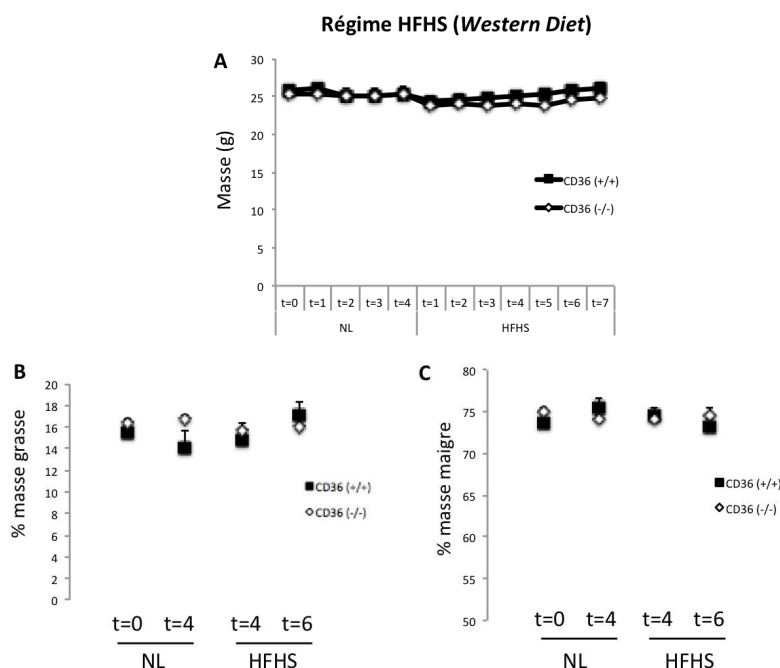 Régime HFHS (Western Diet)
A
30
25
20
15
10
5
0
Masse (g)
CD36 (+/+)
CD36 (-/-)
t=0 t=1 t=2 t=3 t=4 t=1 t=2 t=3 t=4 t=5 t=6 t=7
NL HFHS
B
20
18
16
14
12
10
8
6
4
2
0
% masse grasse
CD36 (+/+)
CD36 (-/-)
t=0 t=4 t=4 t=6
NL HFHS
C
80
75
70
65
60
55
50
% masse maigre
CD36 (+/+)
CD36 (-/-)
t=0 t=4 t=4 t=6
NL HFHS